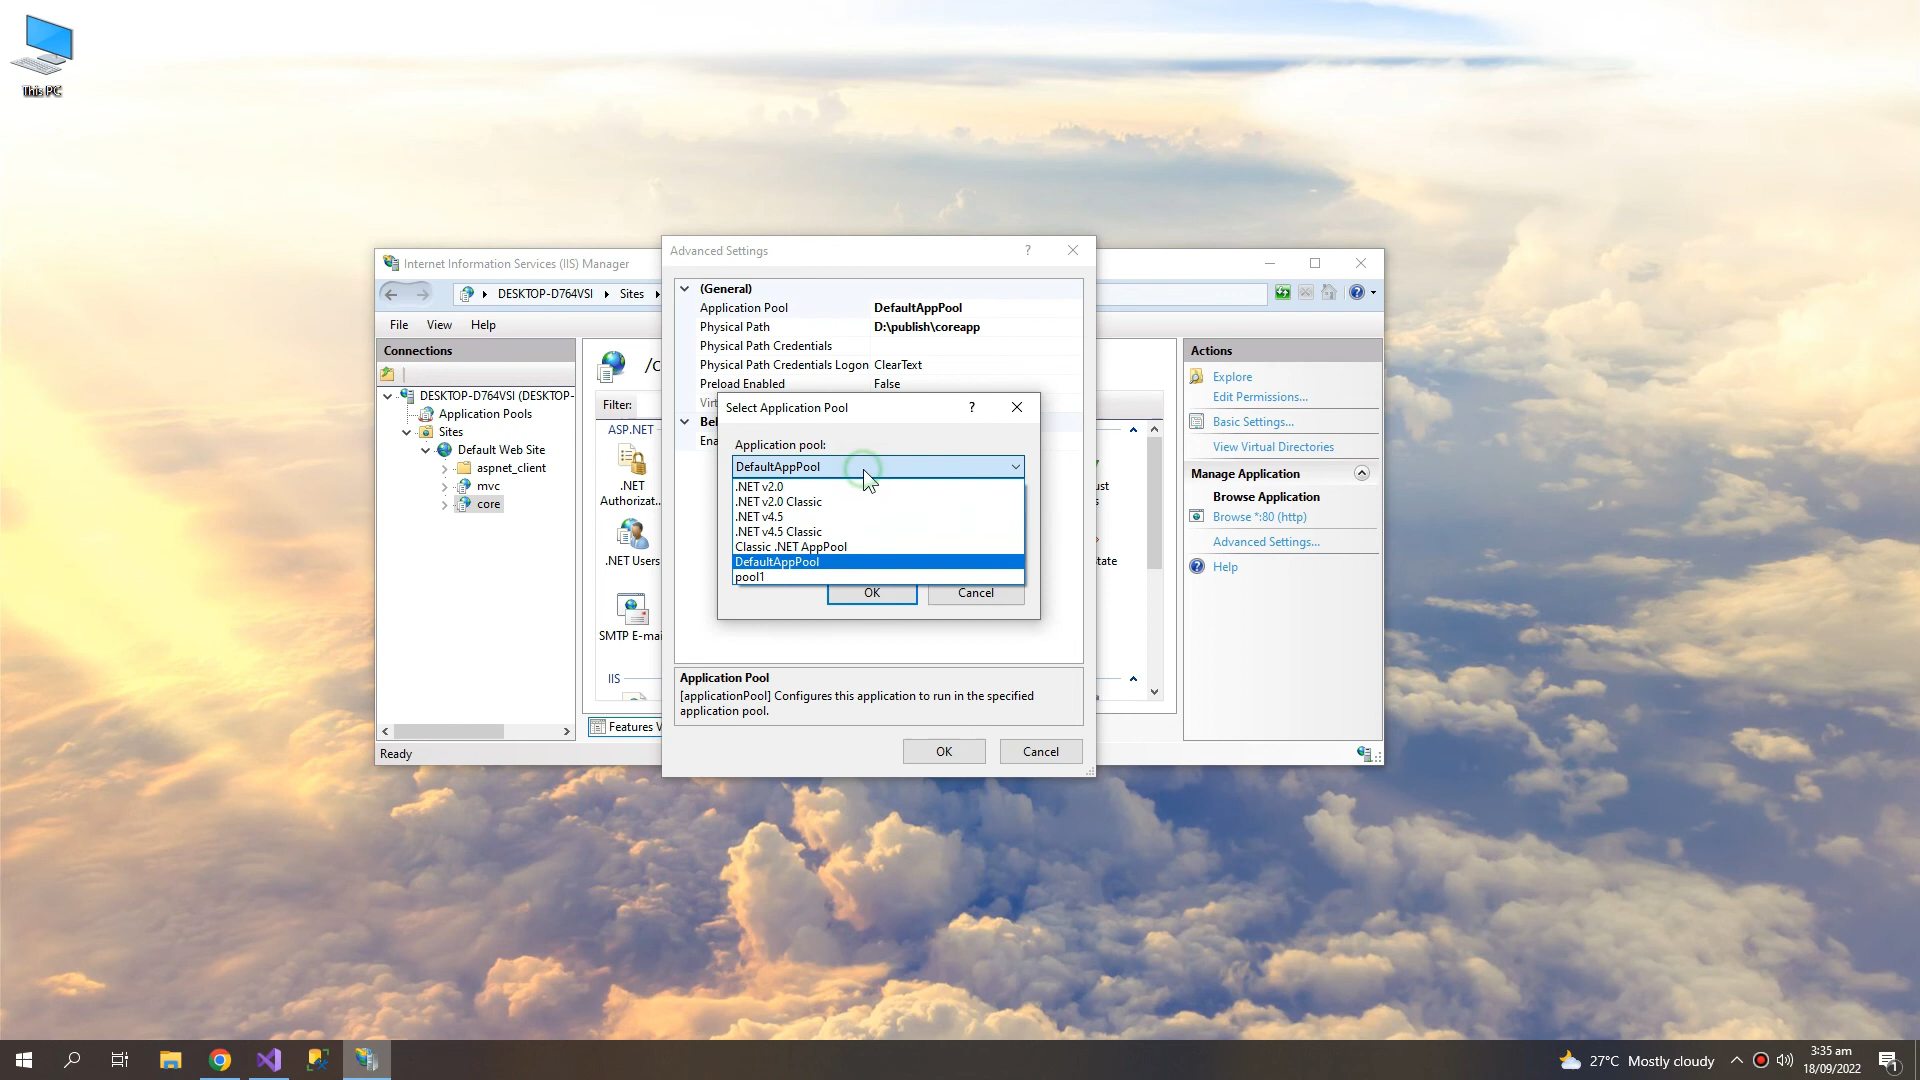 This PC
Internet Information Services (IIS) Manager
DESKTOP-D764VSI
Sites
File
View
Help
Connections
DESKTOP-D764VSI (DESKTOP-
Application Pools
Sites
Default Web Site
aspnet_client
mvc
core
Ready
/c
Filter:
ASP.NET
.NET
Authorizat...
.NET Users
SMTP E-mai
IIS
Features V
Advanced Settings
?
(General)
Application Pool
DefaultAppPool
Physical Path
D:\publish\coreapp
Physical Path Credentials
Physical Path Credentials Logon
ClearText
Preload Enabled
False
Virt
Bel
Ena
Select Application Pool
?
Application pool:
DefaultAppPool
.NET v2.0
.NET v2.0 Classic
.NET v4.5
.NET v4.5 Classic
Classic .NET AppPool
DefaultAppPool
pool1
OK
Cancel
Application Pool
[applicationPool] Configures this application to run in the specified
application pool.
OK
Cancel
ust
tate
Actions
Explore
Edit Permissions...
Basic Settings...
View Virtual Directories
Manage Application
Browse Application
Browse *:80 (http)
Advanced Settings...
Help
27°C Mostly cloudy
3:35 am
18/09/2022
1